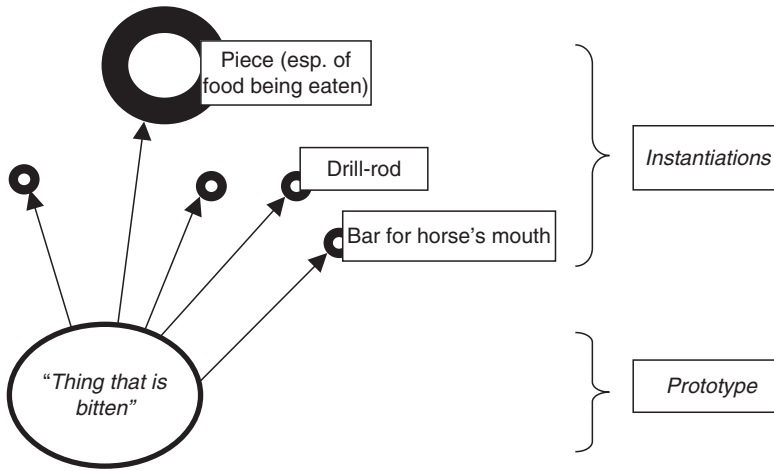 Piece (esp. of
food being eaten)
Instantiations
Drill-rod
Bar for horse's mouth
"Thing that is
bitten"
Prototype